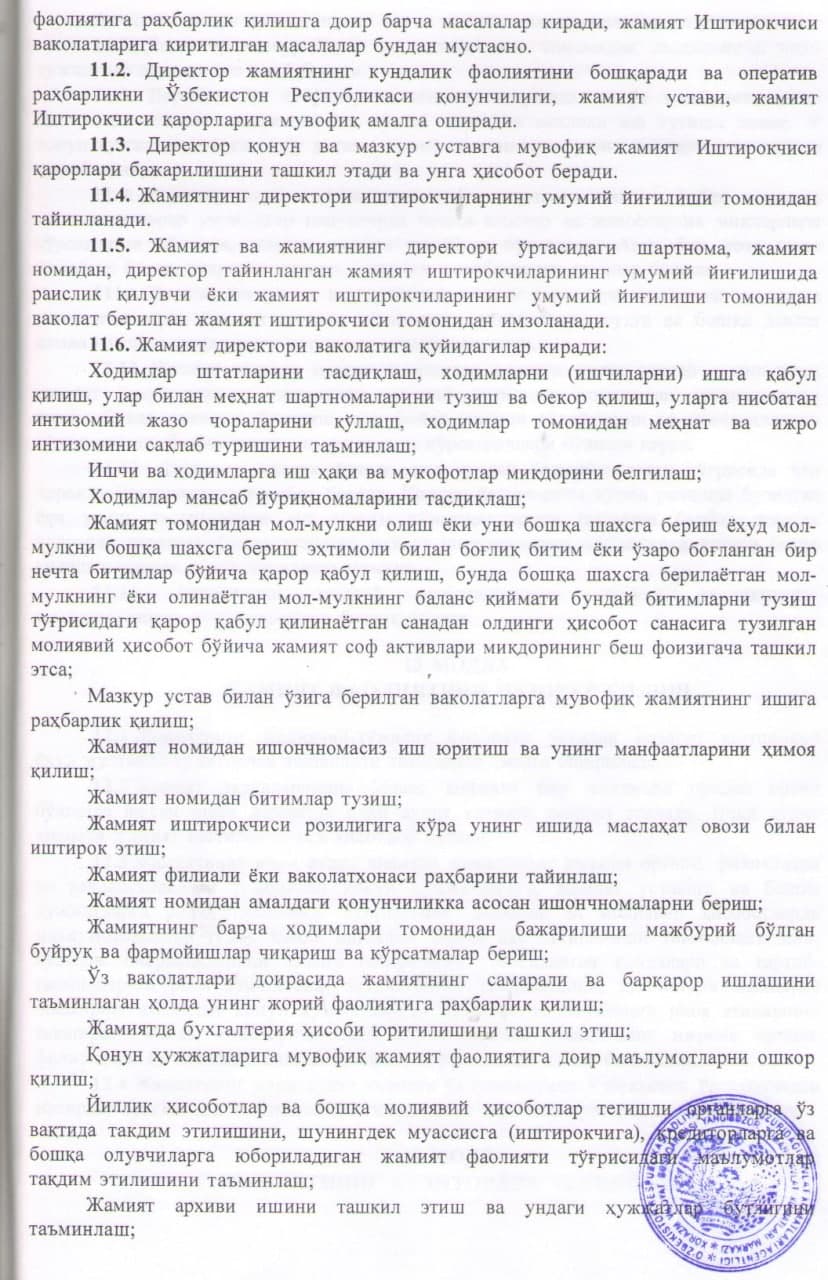 фаолиятига раҳбарлик қилишга доир барча масалалар киради, жамият Иштирокчиси
ваколатларига киритилган масалалар бундан мустасно.
11.2. Директор жамиятнинг кундалик фаолиятини бошқаради ва оператив
раҳбарликни Ўзбекистон Республикаси қонунчилиги, жамият устави, жамият
Иштирокчиси қарорларига мувофиқ амалга оширади.
11.3. Директор қонун ва мазкур уставга мувофиқ жамият Иштирокчиси
қарорлари бажарилишини ташкил этади ва унга ҳисобот беради.
11.4. Жамиятнинг директори иштирокчиларнинг умумий йиғилиши томонидан
тайинланади.
11.5. Жамият ва жамиятнинг директори ўртасидаги шартнома, жамият
номидан, директор тайинланган жамият иштирокчиларининг умумий йиғилишида
раислик қилувчи ёки жамият иштирокчиларининг умумий йиғилиши томонидан
ваколат берилган жамият иштирокчиси томонидан имзоланади.
11.6. Жамият директори ваколатига қуйидагилар киради:
Ходимлар штатларини тасдиқлаш, ходимларни (ишчиларни) ишга қабул
қилиш, улар билан меҳнат шартномаларини тузиш ва бекор қилиш, уларга нисбатан
интизомий жазо чораларини қўллаш, ходимлар томонидан меҳнат ва ижро
интизомини сақлаб туришини таъминлаш;
Ишчи ва ходимларга иш ҳақи ва мукофотлар миқдорини белгилаш;
Ходимлар мансаб йўриқномаларини тасдиқлаш;
Жамият томонидан мол-мулкни олиш ёки уни бошқа шахсга бериш ёхуд мол-
мулкни бошқа шахсга бериш эҳтимоли билан боғлиқ битим ёки ўзаро боғланган бир
нечта битимлар бўйича қарор қабул қилиш, бунда бошқа шахсга берилаётган мол-
мулкнинг ёки олинаётган мол-мулкнинг баланс қиймати бундай битимларни тузиш
тўғрисидаги қарор қабул қилинаётган санадан олдинги ҳисобот санасига тузилган
молиявий ҳисобот бўйича жамият соф активлари миқдорининг беш фоизигача ташкил
этса;
Мазкур устав билан ўзига берилган ваколатларга мувофиқ жамиятнинг ишига
раҳбарлик қилиш;
Жамият номидан ишончномасиз иш юритиш ва унинг манфаатларини ҳимоя
қилиш;
Жамият номидан битимлар тузиш;
Жамият иштирокчиси розилигига кўра унинг ишида маслаҳат овози билан
иштирок этиш;
Жамият филиали ёки ваколатхонаси раҳбарини тайинлаш;
Жамият номидан амалдаги қонунчиликка асосан ишончномаларни бериш;
Жамиятнинг барча ходимлари томонидан бажарилиши мажбурий бўлган
буйруқ ва фармойишлар чиқариш ва кўрсатмалар бериш;
Ўз ваколатлари доирасида жамиятнинг самарали ва барқарор ишлашини
таъминлаган ҳолда унинг жорий фаолиятига раҳбарлик қилиш;
Жамиятда бухгалтерия ҳисоби юритилишини ташкил этиш;
Қонун ҳужжатларига мувофиқ жамият фаолиятига доир маълумотларни ошкор
қилиш;
Йиллик ҳисоботлар ва бошқа молиявий ҳисоботлар тегишли органларга ўз
вақтида тақдим этилишини, шунингдек муассисга (иштирокчига), кредиторларга ва
бошқа олувчиларга юбориладиган жамият фаолияти тўғрисидаги маълумотлар
тақдим этилишини таъминлаш;
Жамият архиви ишини ташкил этиш ва ундаги ҳужжатлар бутлигини
таъминлаш;